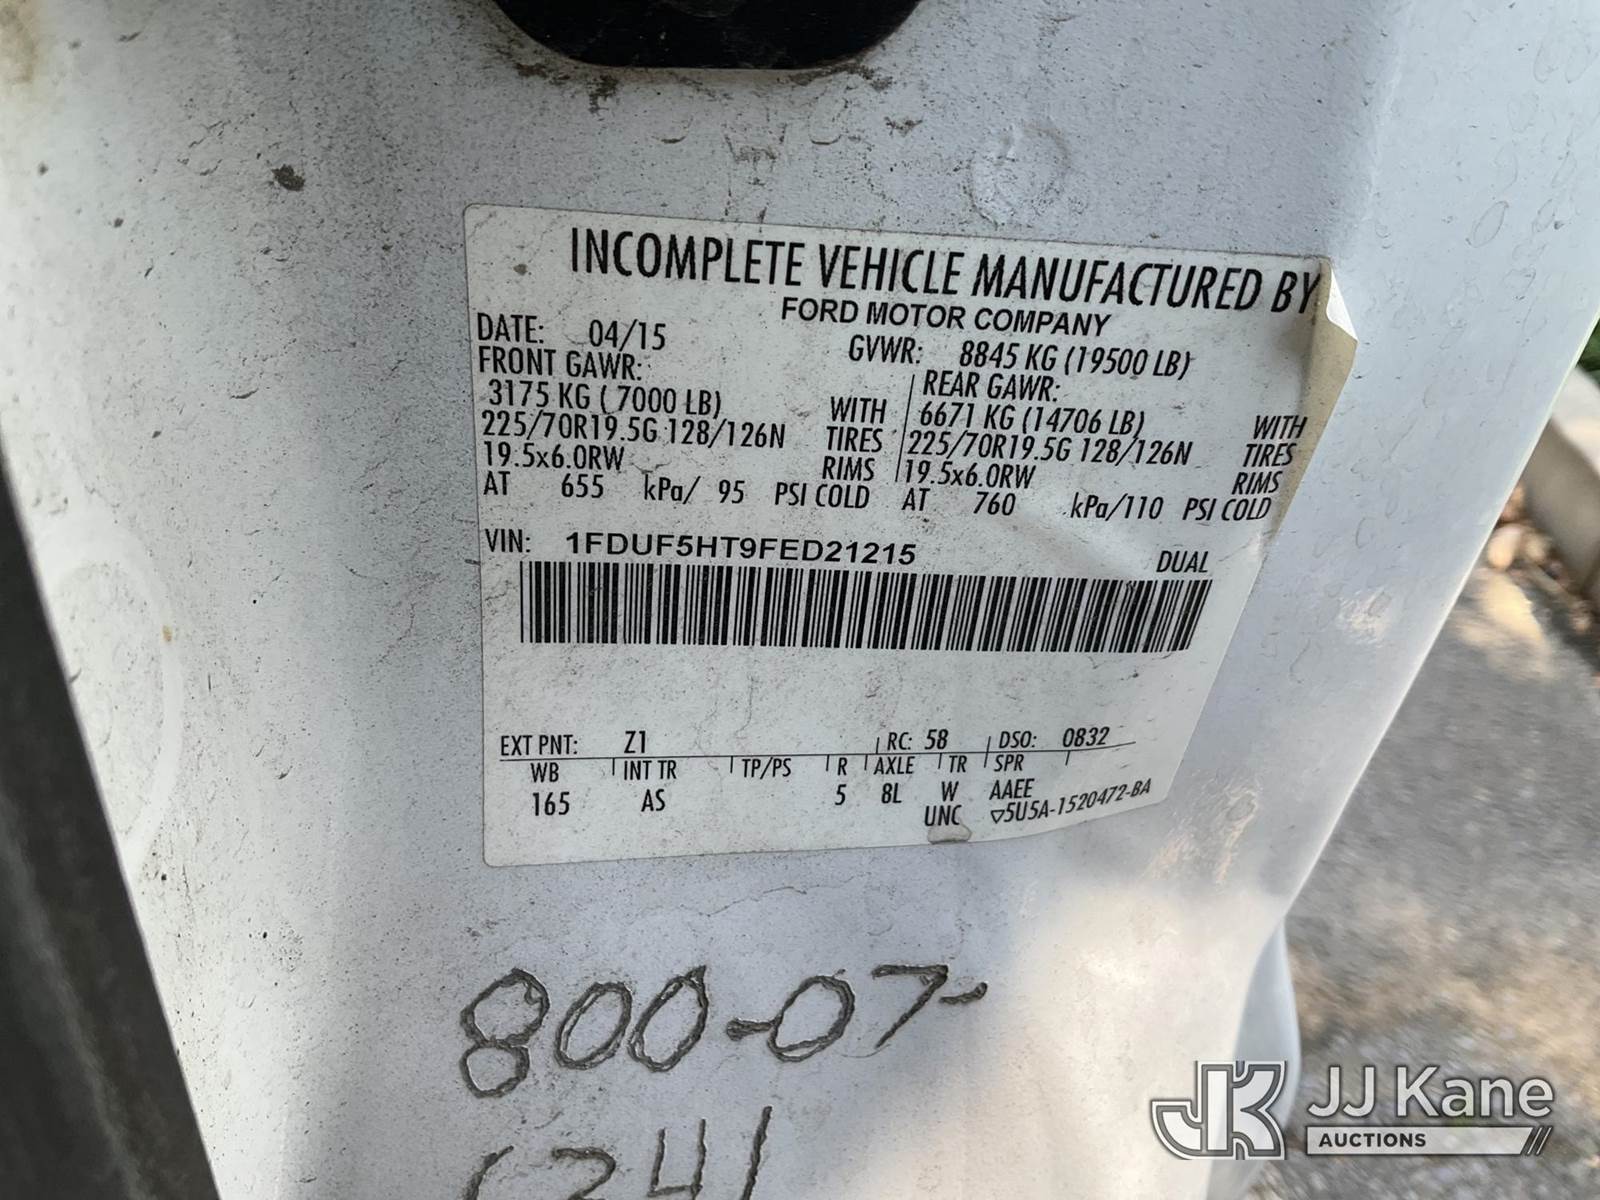 INCOMPLETE VEHICLE MANUFACTURED BY
FORD MOTOR COMPANY
DATE: 04/15 GVWR: 8845 KG (19500 LB)
FRONT GAWR: REAR GAWR:
3175 KG ( 7000 LB) WITH 6671 KG (14706 LB) WITH
225/70R19.5G 128/126N TIRES 225/70R19.5G 128/126N TIRES
19.5x6.0RW RIMS 19.5x6.0RW RIMS
AT 655 kPa/ 95 PSI COLD AT 760 kPa/110 PSI COLD
VIN: 1FDUF5HT9FED21215 DUAL
EXT PNT: Z1 RC: 58 DSO: 0832
WB INT TR TP/PS R AXLE TR SPR
165 AS 5 8L W AAEE
UNC ▽5U5A-1520472-BA
800-07-
1241
JJ Kane
AUCTIONS